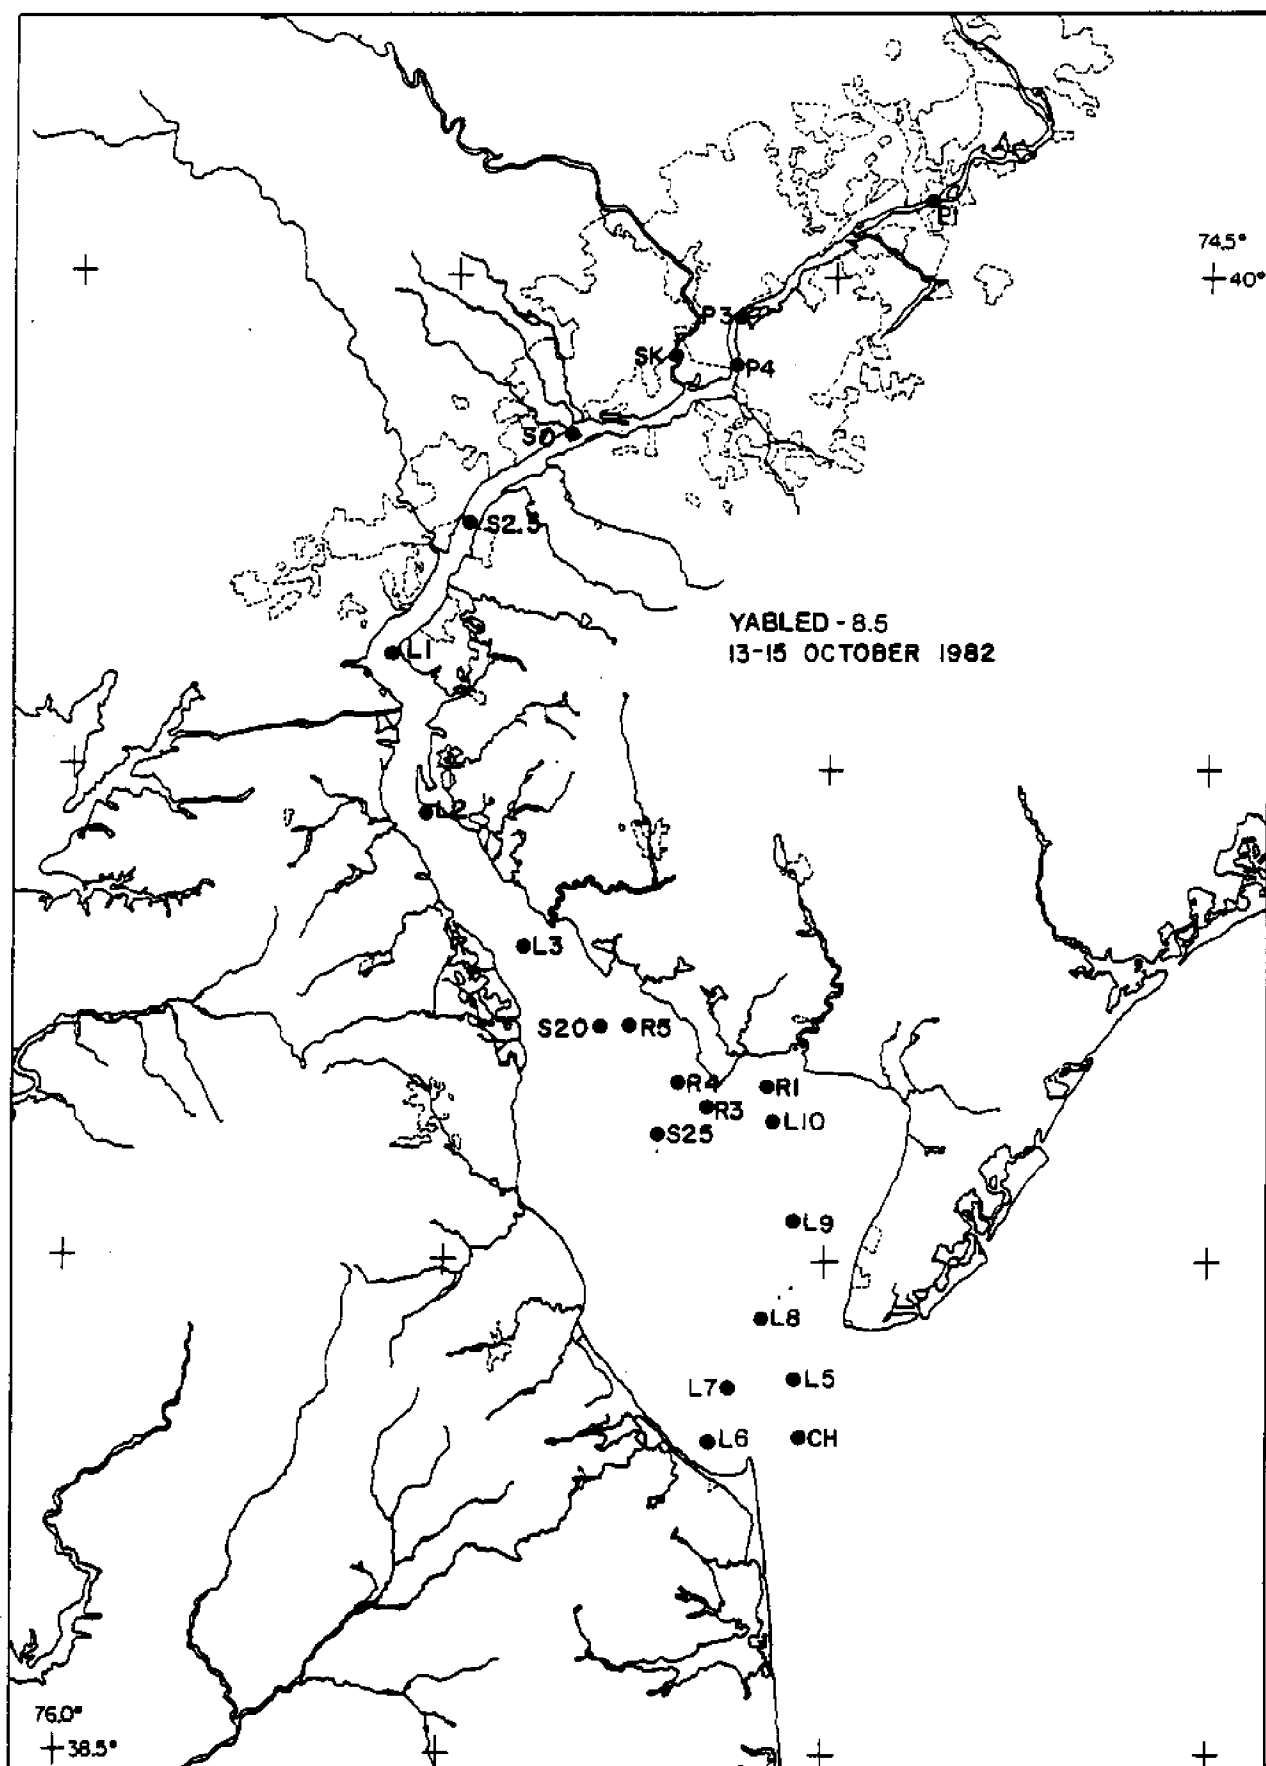 P1
74.5°
40°
P3
SK
P4
S0
S2.5
YABLED - 8.5
13-15 OCTOBER 1982
L1
L2
L3
S20
R5
R4
R1
R3
L10
S25
L9
L8
L7
L5
L6
CH
76.0°
38.5°